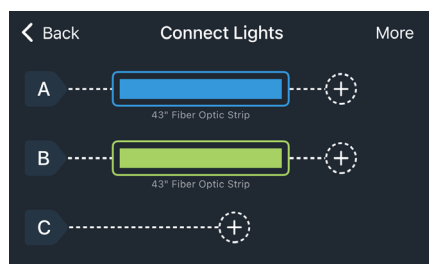 Back Connect Lights More
A
43" Fiber Optic Strip
B
43" Fiber Optic Strip
C